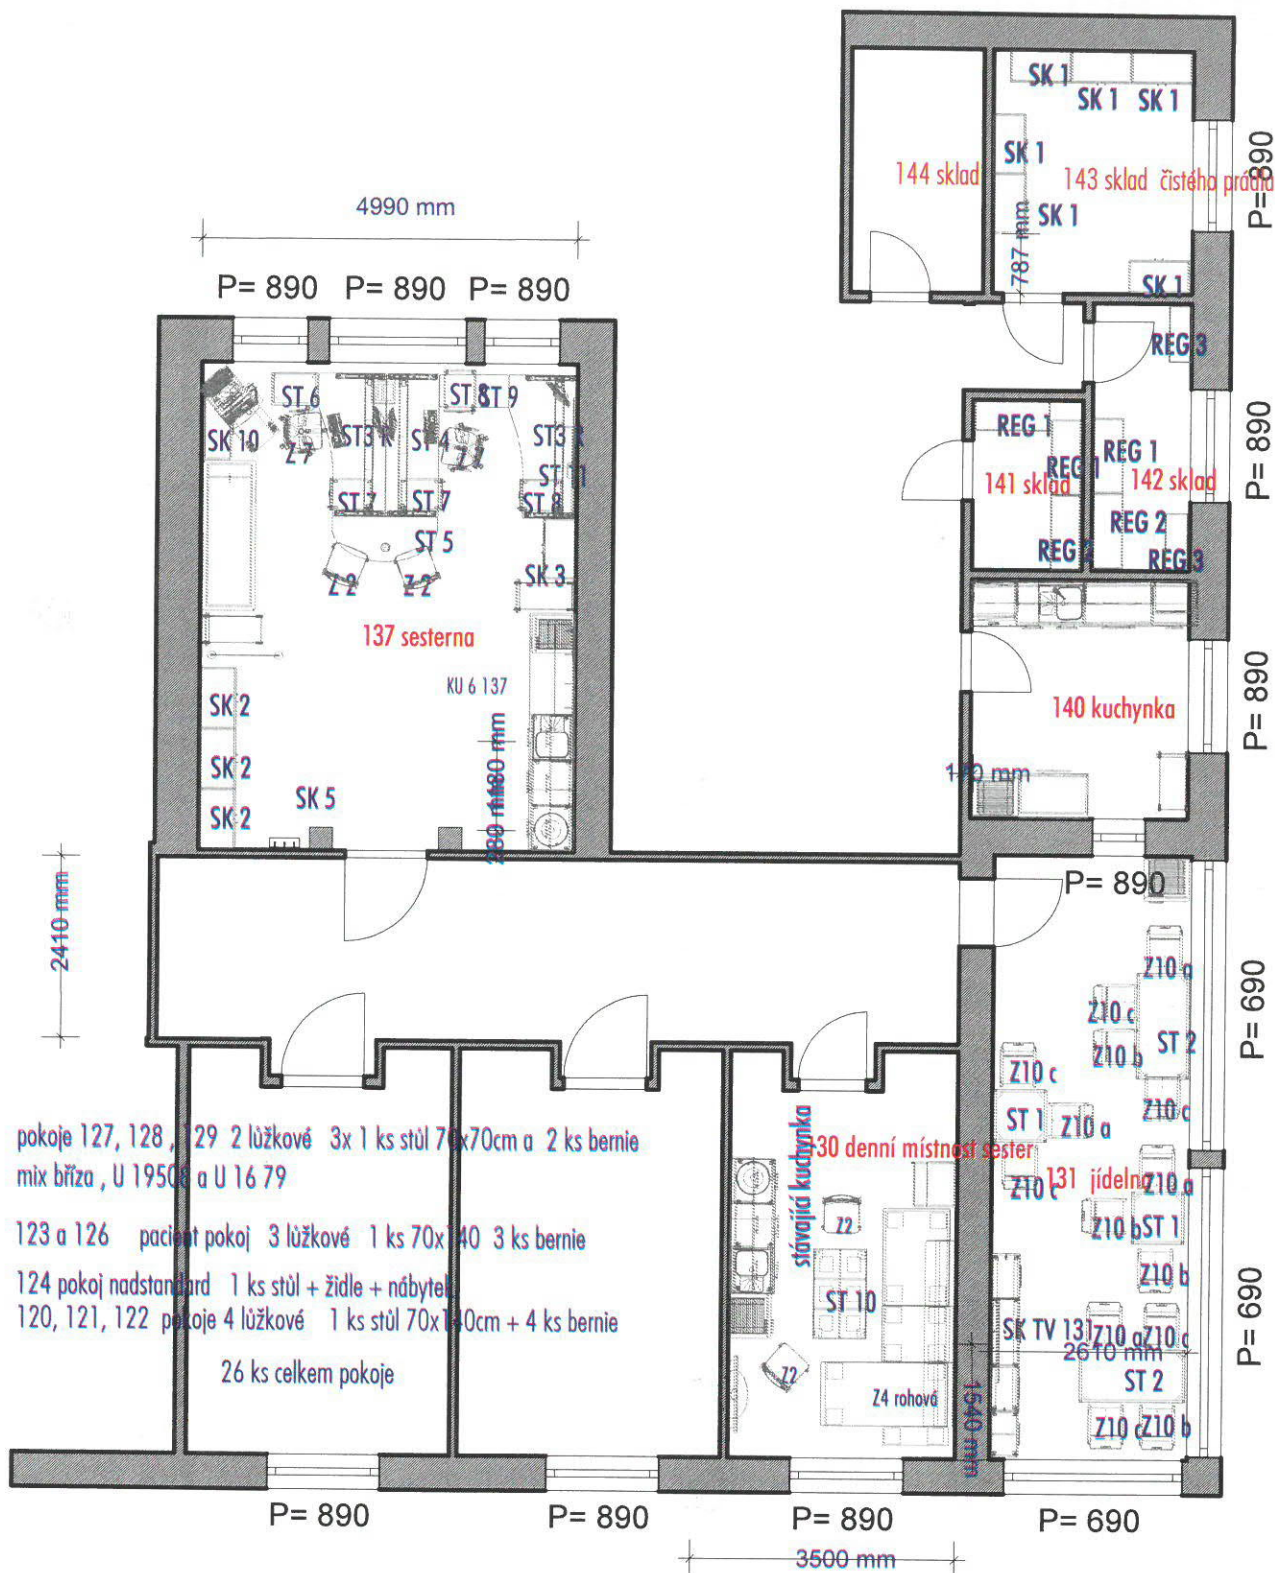 SK 1
SK 1
SK 1
SK 1
144 sklad
143 sklad čistého prádla
SK 1
787 mm
SK 1
P= 890
4990 mm
P= 890
P= 890
P= 890
REG 3
REG 1
REG 1
REG 1
141 sklad
142 sklad
REG 2
REG 2
REG 3
P= 890
ST 6
ST 8
ST 9
SK 10
Z 7
ST 4
ST 11
ST 7
ST 7
ST 8
ST 5
Z 2
Z 2
SK 3
137 sesterna
KU 6 137
SK 2
SK 2
SK 2
SK 5
1180 mm
280 mm
140 kuchynka
P= 890
P= 890
2410 mm
Z10 a
Z10 c
Z10 b
ST 2
Z10 c
P= 690
Z10 c
ST 1
Z10 a
Z10 c
131 jídelna
Z10 a
Z10 b
ST 1
Z10 b
SK TV 131
Z10 a
Z10 c
2610 mm
ST 2
Z10 c
Z10 b
P= 690
1540 mm
130 denní místnost sester
stávající kuchynka
Z2
ST 10
Z2
Z4 rohová
pokoje 127, 128 , 129 2 lůžkové 3x 1 ks stůl 70x70cm a 2 ks bernie
mix bříza , U 19508 a U 16 79
123 a 126 pacient pokoj 3 lůžkové 1 ks 70x140 3 ks bernie
124 pokoj nadstandard 1 ks stůl + židle + nábytek
120, 121, 122 pokoje 4 lůžkové 1 ks stůl 70x140cm + 4 ks bernie
26 ks celkem pokoje
P= 890
P= 890
P= 890
P= 690
3500 mm